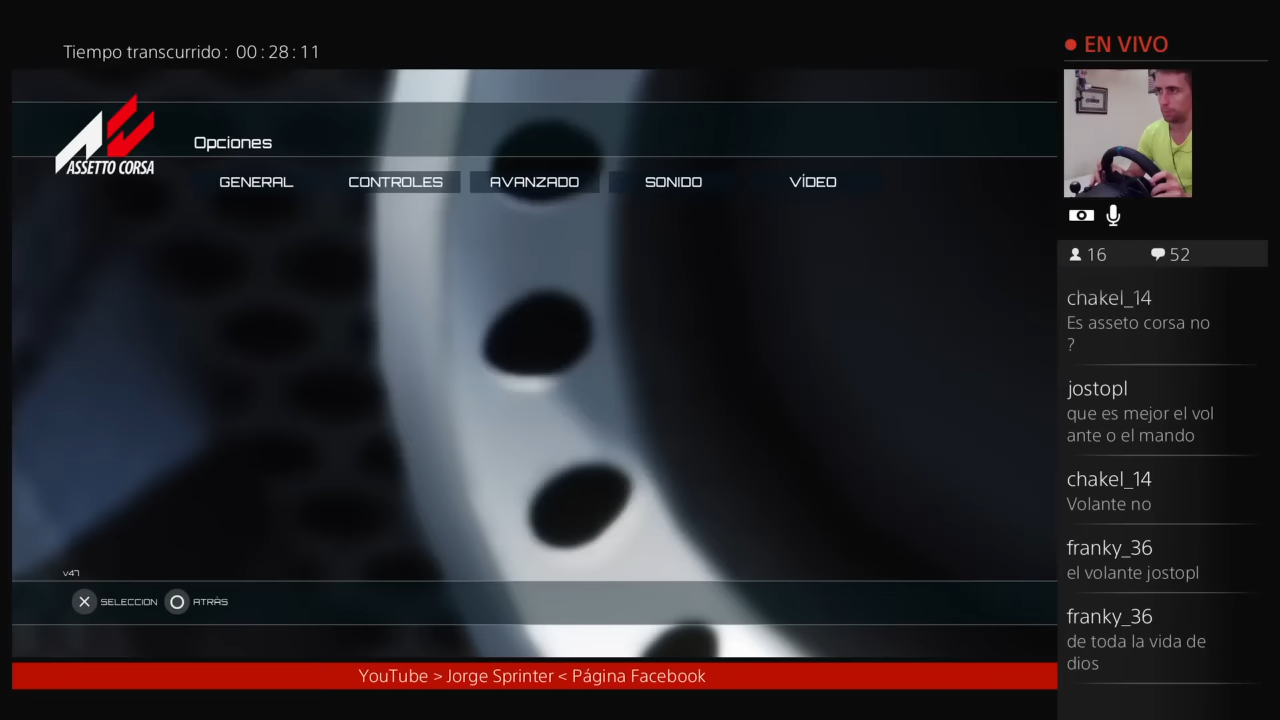 Tiempo transcurrido : 00 : 28 : 11
EN VIVO
ASSETTO CORSA
Opciones
GENERAL CONTROLES AVANZADO SONIDO VÍDEO
16 52
chakel_14
Es asseto corsa no
?
jostopl
que es mejor el vol
ante o el mando
chakel_14
Volante no
franky_36
el volante jostopl
franky_36
de toda la vida de
dios
v47
SELECCION ATRÀS
YouTube > Jorge Sprinter < Página Facebook